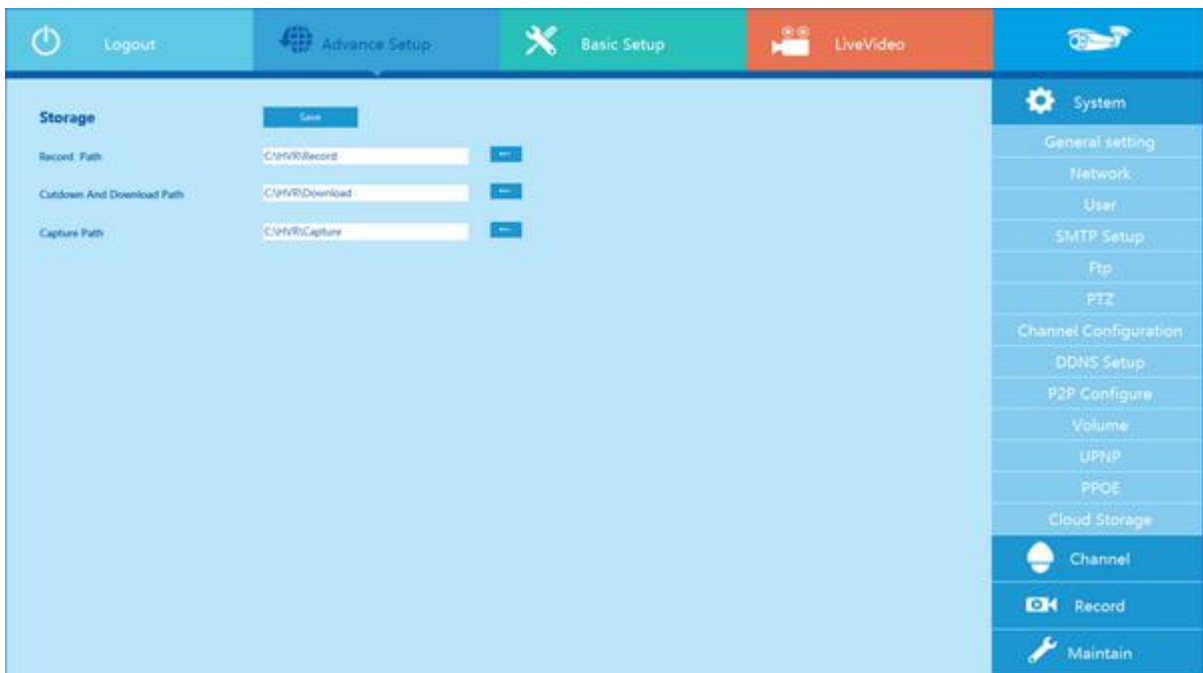 Logout
Advance Setup
Basic Setup
LiveVideo
Storage
Save
Record Path
C:\HVR\Record
Cutdown And Download Path
C:\HVR\Download
Capture Path
C:\HVR\Capture
System
General setting
Network
User
SMTP Setup
Ftp
PTZ
Channel Configuration
DDNS Setup
P2P Configure
Volume
UPNP
PPOE
Cloud Storage
Channel
Record
Maintain